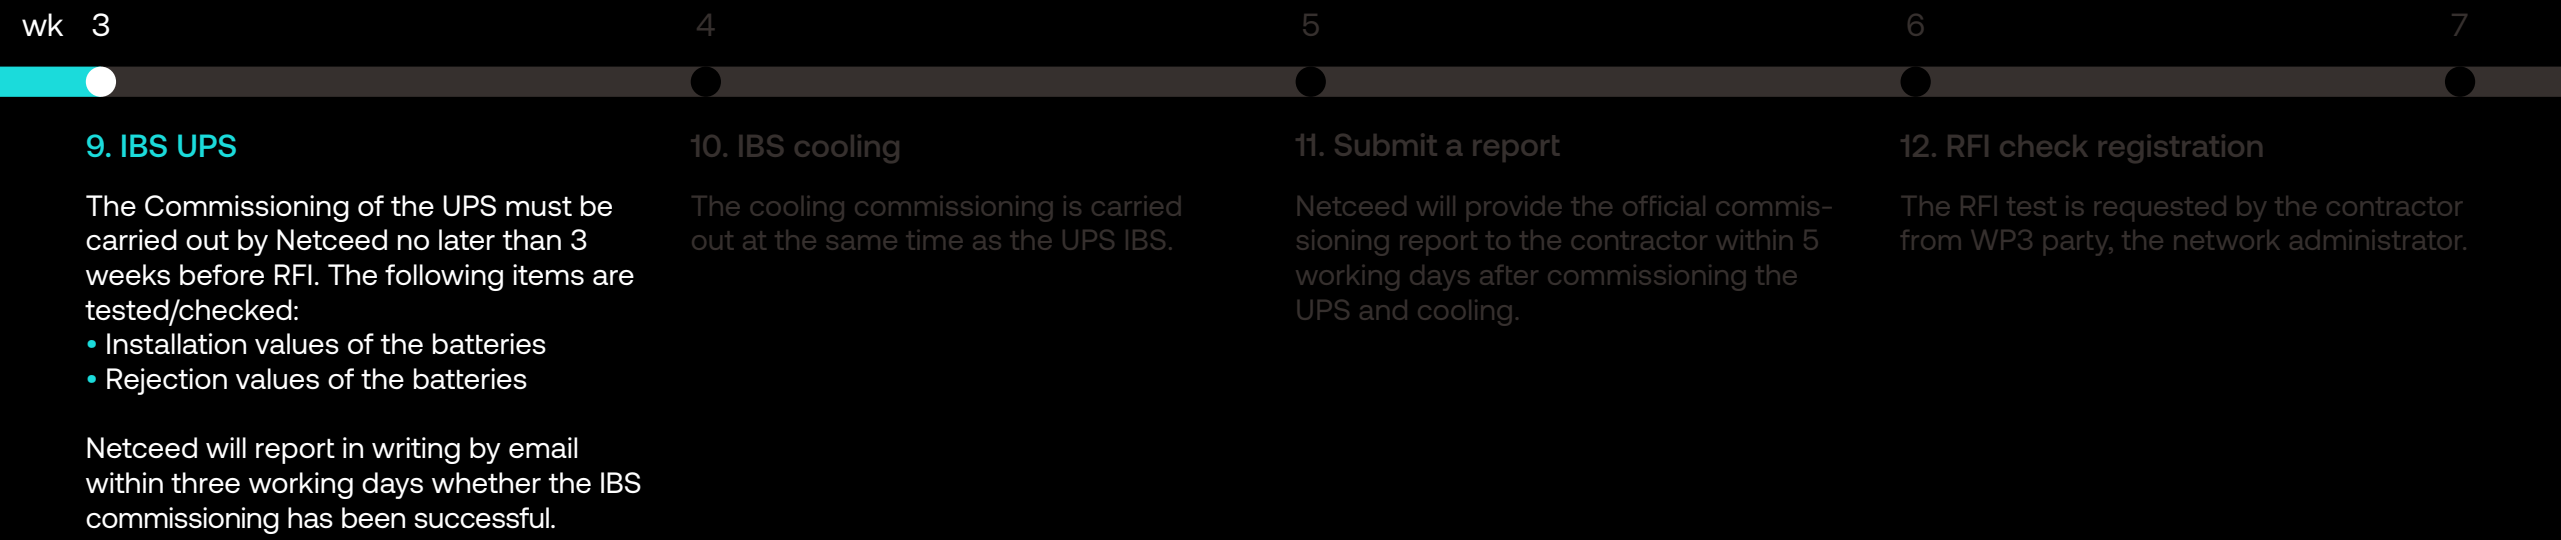 wk 3 4 5 6 7
9. IBS UPS
The Commissioning of the UPS must be
carried out by Netceed no later than 3
weeks before RFI. The following items are
tested/checked:
• Installation values of the batteries
• Rejection values of the batteries
Netceed will report in writing by email
within three working days whether the IBS
commissioning has been successful.
10. IBS cooling
The cooling commissioning is carried
out at the same time as the UPS IBS.
11. Submit a report
Netceed will provide the official commis-
sioning report to the contractor within 5
working days after commissioning the
UPS and cooling.
12. RFI check registration
The RFI test is requested by the contractor
from WP3 party, the network administrator.